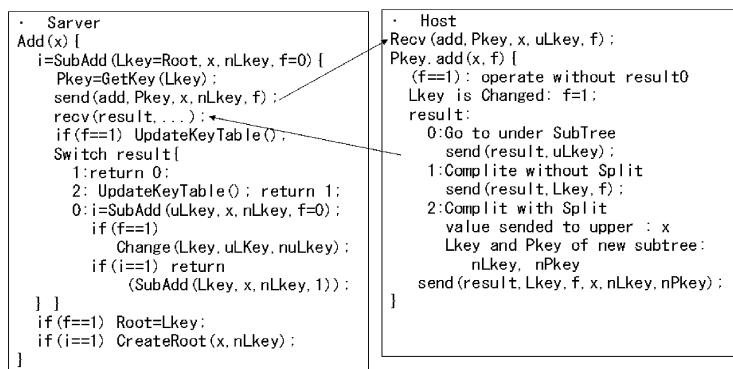 · Sarver
Add(x){
i=SubAdd(Lkey=Root, x, nLkey, f=0){
Pkey=GetKey(Lkey);
send(add, Pkey, x, nLkey, f);
recv(result,...);
if(f==1) UpdateKeyTable();
Switch result{
1:return 0;
2: UpdateKeyTable(); return 1;
0:i=SubAdd(uLkey, x, nLkey, f=0);
if(f==1)
Change(Lkey, uLKey, nuLkey);
if(i==1) return
(SubAdd(Lkey, x, nLkey, 1));
} }
if(f==1) Root=Lkey;
if(i==1) CreateRoot(x, nLkey);
}
· Host
Recv(add, Pkey, x, uLkey, f);
Pkey. add(x, f) {
(f==1): operate without result0
Lkey is Changed: f=1;
result:
0:Go to under SubTree
send(result, uLkey);
1:Complite without Split
send(result, Lkey, f);
2:Complit with Split
value sended to upper : x
Lkey and Pkey of new subtree:
nLkey, nPkey
send(result, Lkey, f, x, nLkey, nPkey);
}